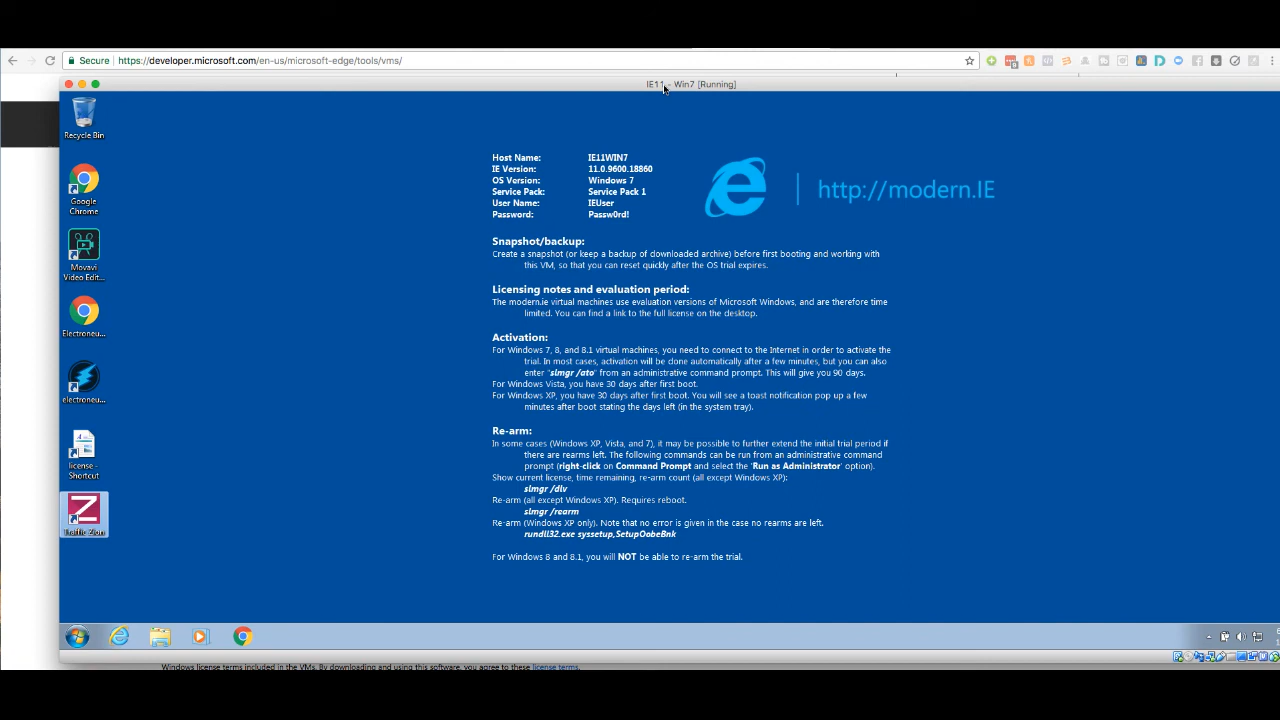 Secure
https://developer.microsoft.com/en-us/microsoft-edge/tools/vms/
IE11 - Win7 [Running]
Recycle Bin
Google
Chrome
Movavi
Video Edit...
Electroneu...
electroneu...
license -
Shortcut
Traffic Zion
Host Name: IE11WIN7
IE Version: 11.0.9600.18860
OS Version: Windows 7
Service Pack: Service Pack 1
User Name: IEUser
Password: Passw0rd!
http://modern.IE
Snapshot/backup:
Create a snapshot (or keep a backup of downloaded archive) before first booting and working with
this VM, so that you can reset quickly after the OS trial expires.
Licensing notes and evaluation period:
The modern.ie virtual machines use evaluation versions of Microsoft Windows, and are therefore time
limited. You can find a link to the full license on the desktop.
Activation:
For Windows 7, 8, and 8.1 virtual machines, you need to connect to the Internet in order to activate the
trial. In most cases, activation will be done automatically after a few minutes, but you can also
enter "slmgr /ato" from an administrative command prompt. This will give you 90 days.
For Windows Vista, you have 30 days after first boot.
For Windows XP, you have 30 days after first boot. You will see a toast notification pop up a few
minutes after boot stating the days left (in the system tray).
Re-arm:
In some cases (Windows XP, Vista, and 7), it may be possible to further extend the initial trial period if
there are rearms left. The following commands can be run from an administrative command
prompt (right-click on Command Prompt and select the 'Run as Administrator' option).
Show current license, time remaining, re-arm count (all except Windows XP):
slmgr /dlv
Re-arm (all except Windows XP). Requires reboot.
slmgr /rearm
Re-arm (Windows XP only). Note that no error is given in the case no rearms are left.
rundll32.exe syssetup,SetupOobeBnk
For Windows 8 and 8.1, you will NOT be able to re-arm the trial.
Windows license terms included in the VMs. By downloading and using this software, you agree to these license terms.